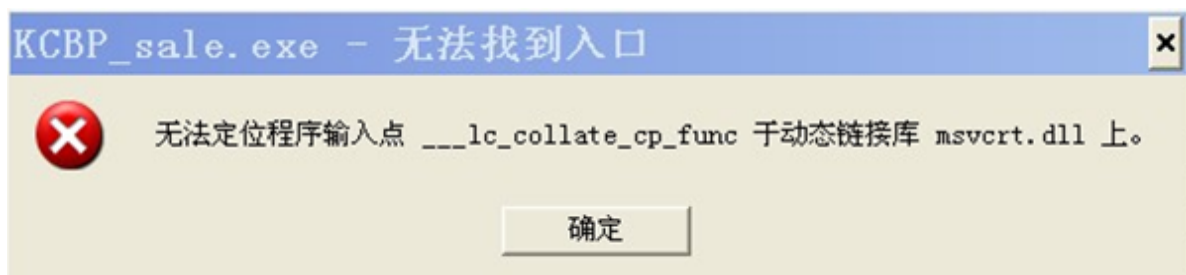 KCBP_sale.exe - 无法找到入口
无法定位程序输入点 ___lc_collate_cp_func 于动态链接库 msvcrt.dll 上。
确定